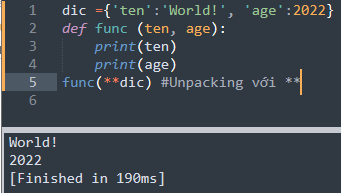 1 dic ={'ten':'World!', 'age':2022}
2 def func (ten, age):
3     print(ten)
4     print(age)
5 func(**dic) #Unpacking với **
6
World!
2022
[Finished in 190ms]